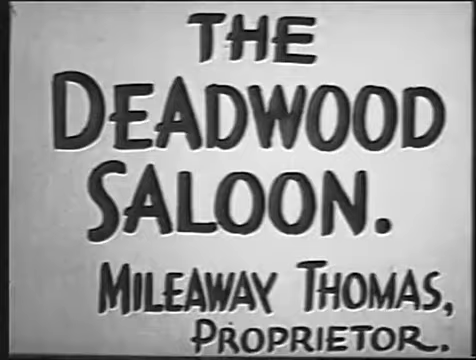 THE
DEADWOOD
SALOON.
MILEAWAY THOMAS,
PROPRIETOR.